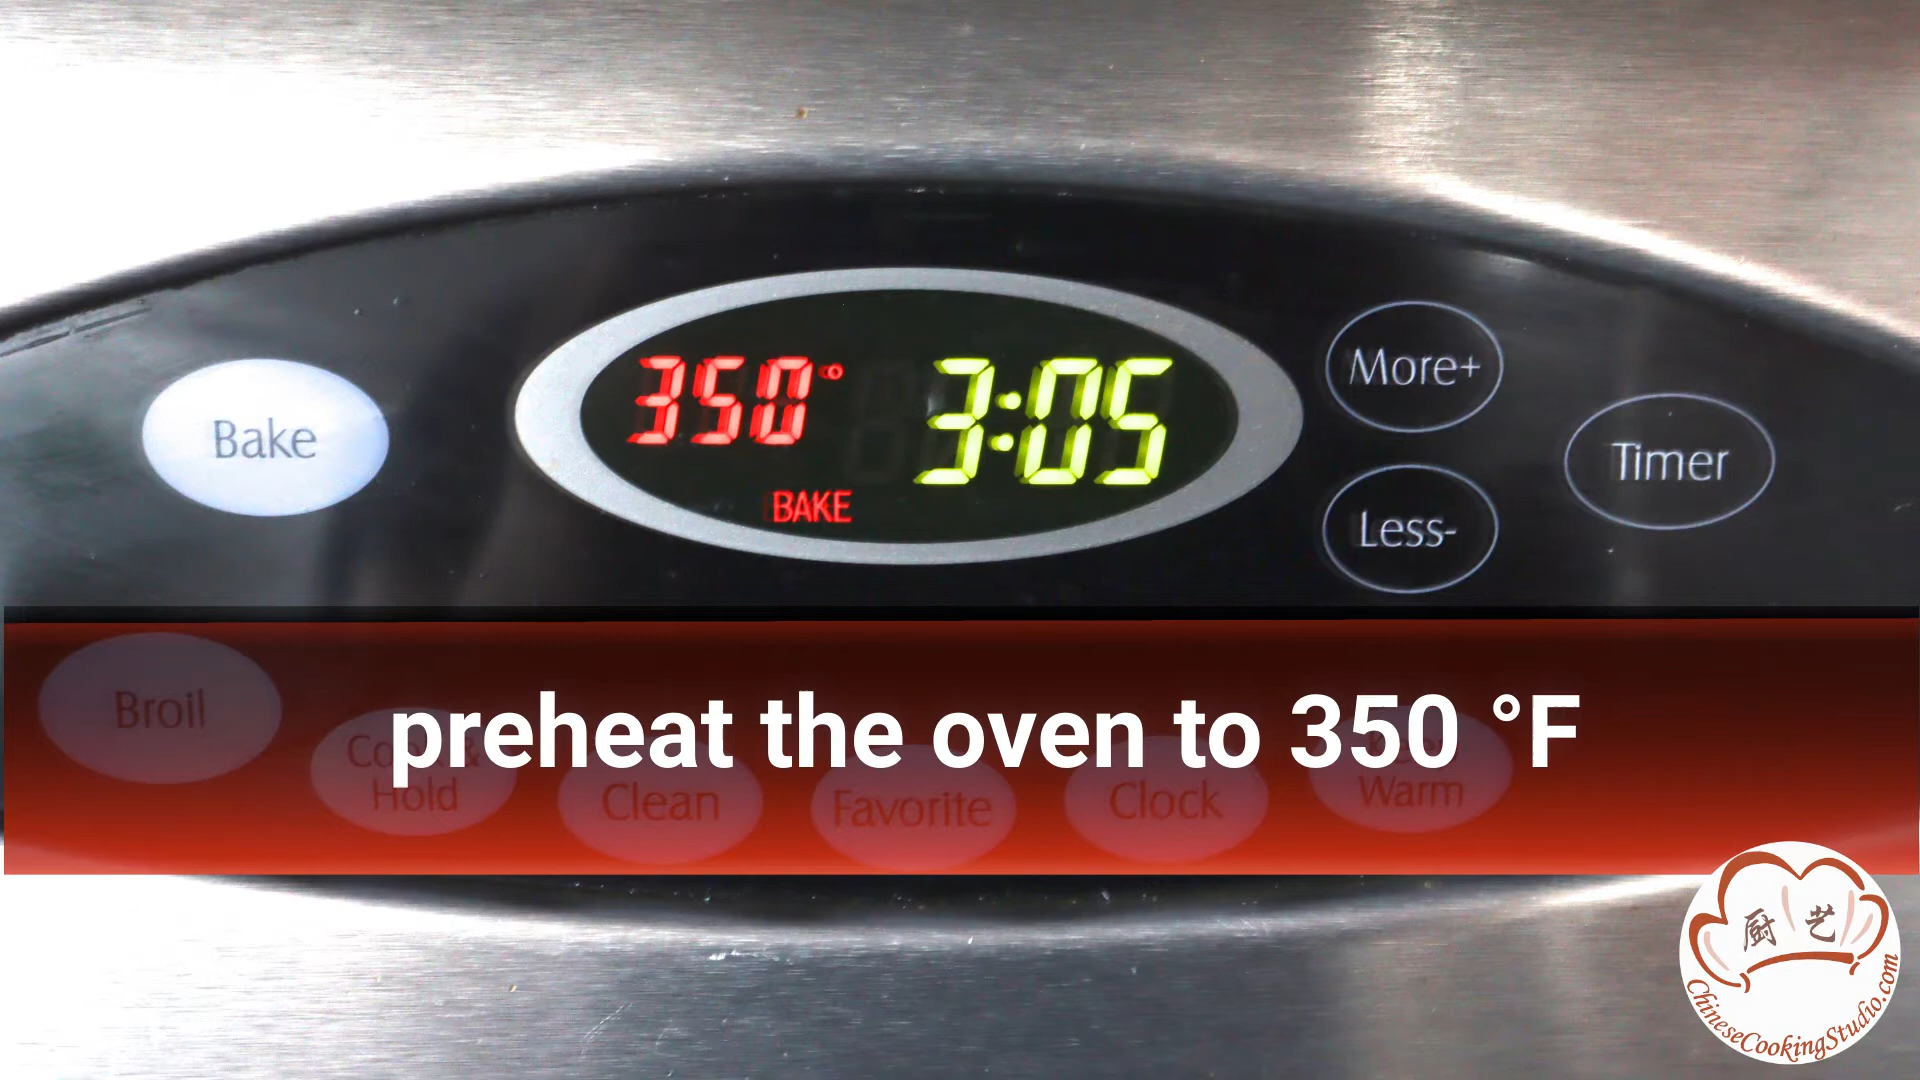 350° 3:05
BAKE
Bake
More+
Less-
Timer
preheat the oven to 350 °F
Broil
Hold
Clean
Favorite
Clock
Warm
厨艺
ChineseCookingStudio.com